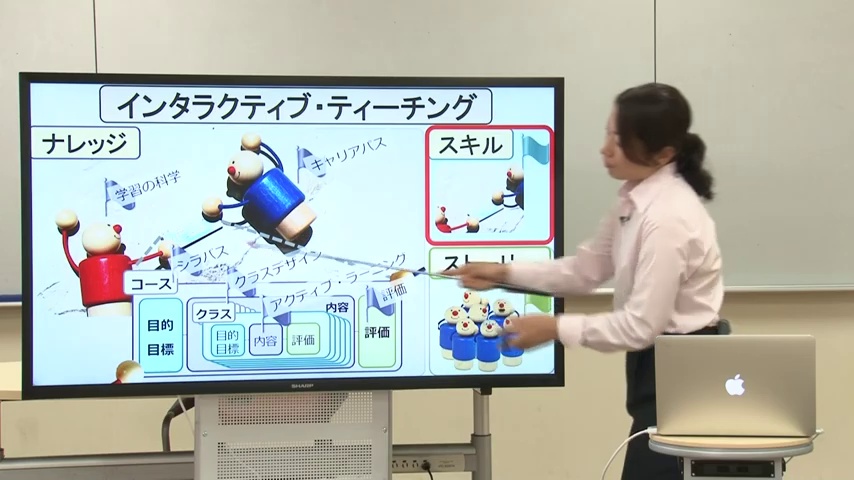 インタラクティブ・ティーチング
ナレッジ
スキル
学習の科学
キャリアパス
シラバス
クラスデザイン
アクティブ・ラーニング
評価
コース
目的
目標
クラス
内容
目的
目標
内容
評価
評価
SHARP